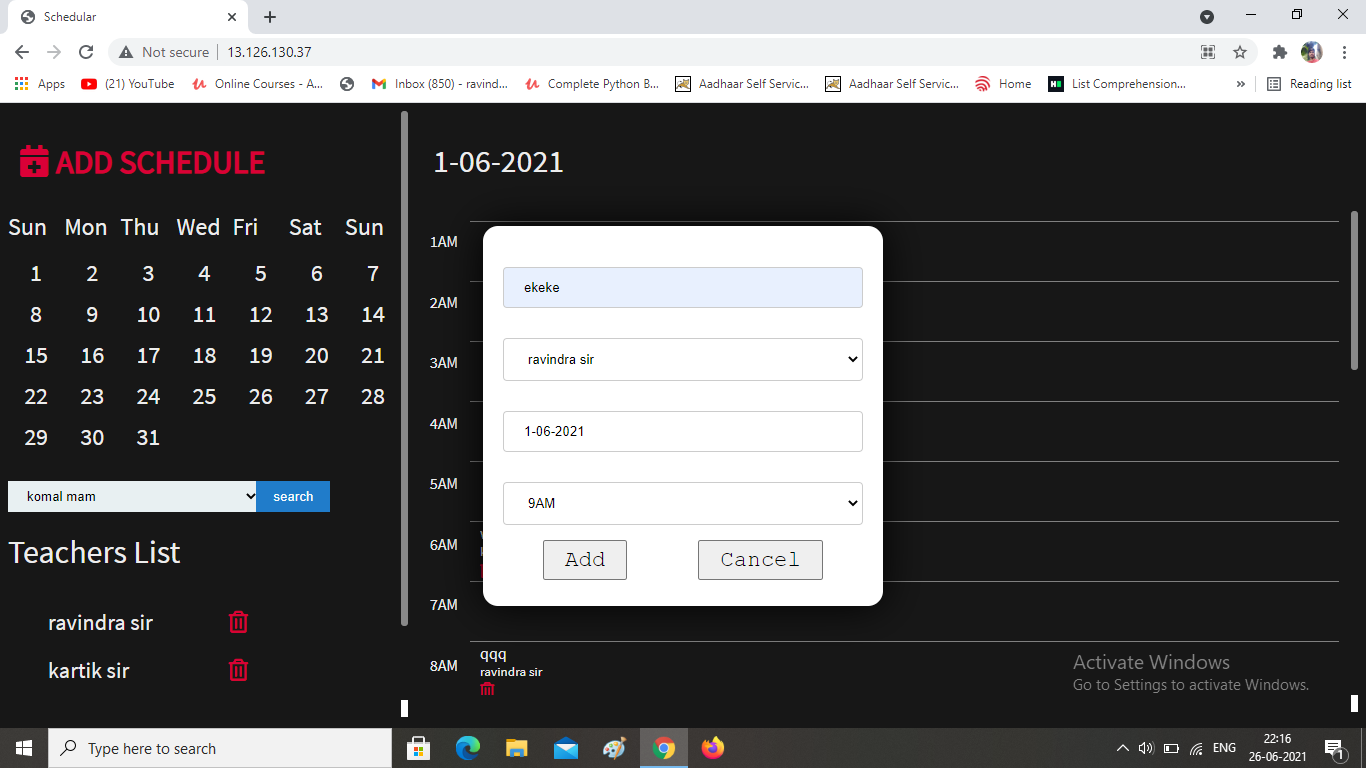 Schedular
Not secure
13.126.130.37
Apps
(21) YouTube
Online Courses - A...
Inbox (850) - ravind...
Complete Python B...
Aadhaar Self Servic...
Aadhaar Self Servic...
Home
List Comprehension...
»
Reading list
ADD SCHEDULE
Sun Mon Thu Wed Fri Sat Sun
1 2 3 4 5 6 7
8 9 10 11 12 13 14
15 16 17 18 19 20 21
22 23 24 25 26 27 28
29 30 31
komal mam
search
Teachers List
ravindra sir
kartik sir
1-06-2021
1AM
2AM
3AM
4AM
5AM
6AM
7AM
8AM
qqq
ravindra sir
ekeke
ravindra sir
1-06-2021
9AM
Add
Cancel
Activate Windows
Go to Settings to activate Windows.
Type here to search
ENG
22:16
26-06-2021
1